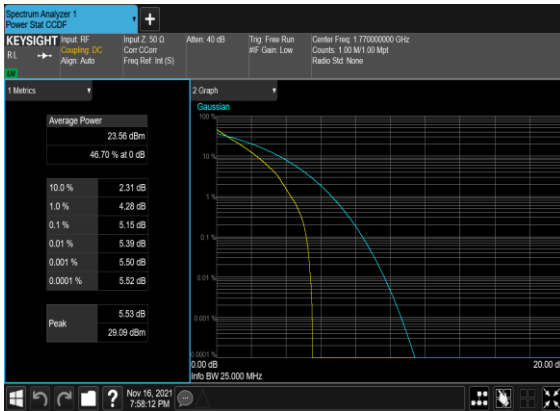 Spectrum Analyzer 1
Power Stat CCDF
KEYSIGHT
RL
LXI
Input: RF
Coupling: DC
Align: Auto
Input Z: 50 Ω
Corr CCorr
Freq Ref: Int (S)
Atten: 40 dB
Trig: Free Run
#IF Gain: Low
Center Freq: 1.770000000 GHz
Counts: 1.00 M/1.00 Mpt
Radio Std: None
1 Metrics
Average Power
23.56 dBm
46.70 % at 0 dB
10.0 % 2.31 dB
1.0 % 4.28 dB
0.1 % 5.15 dB
0.01 % 5.39 dB
0.001 % 5.50 dB
0.0001 % 5.52 dB
Peak 5.53 dB
29.09 dBm
2 Graph
Gaussian
100 %
10 %
1 %
0.1 %
0.01 %
0.001 %
0.0001 %
0.00 dB
20.00 d
Info BW 25.000 MHz
Nov 16, 2021
7:58:12 PM